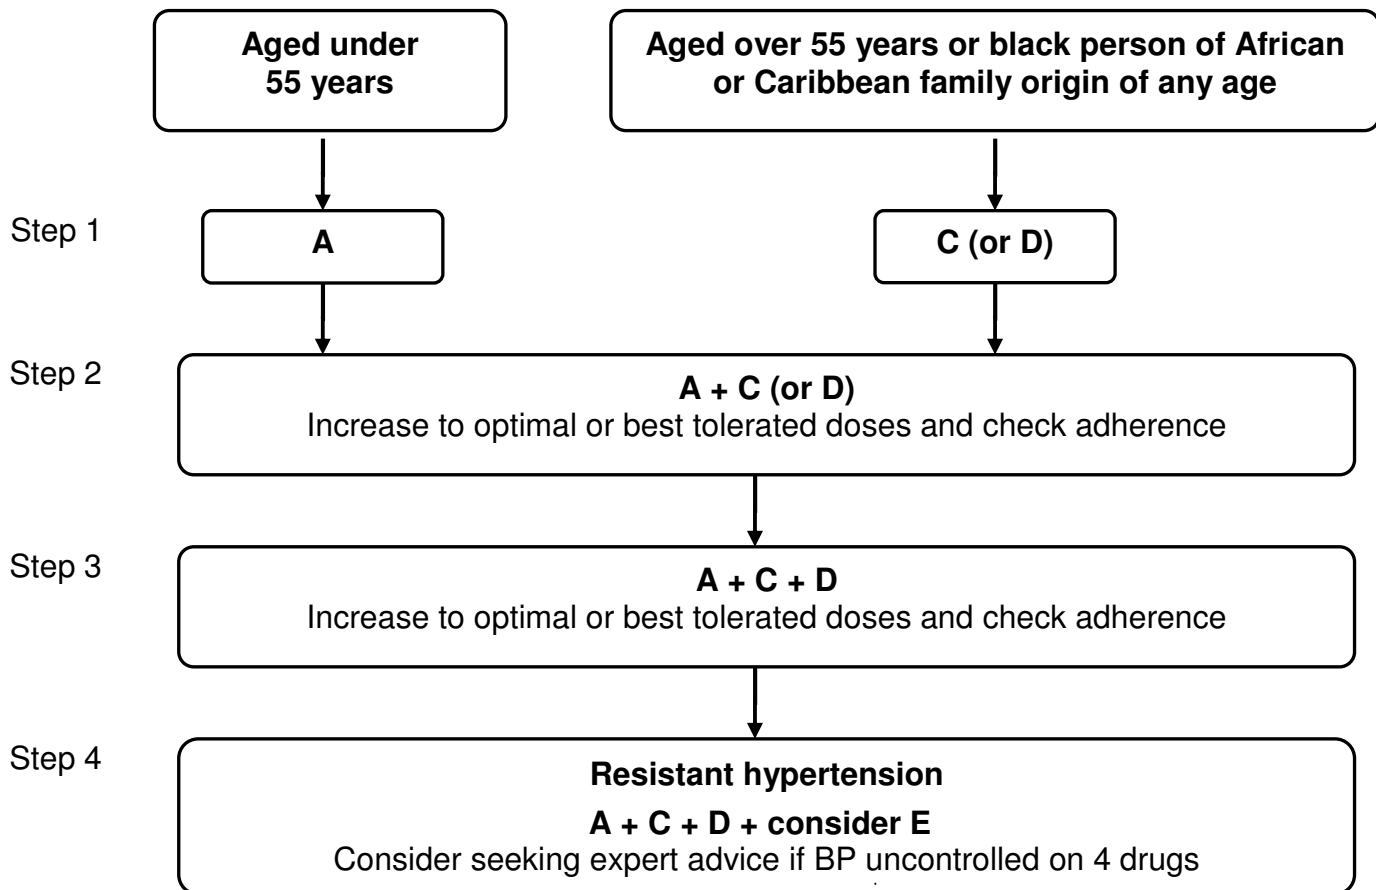 Aged under
55 years
Aged over 55 years or black person of African
or Caribbean family origin of any age
Step 1
A
C (or D)
Step 2
A + C (or D)
Increase to optimal or best tolerated doses and check adherence
Step 3
A + C + D
Increase to optimal or best tolerated doses and check adherence
Step 4
Resistant hypertension
A + C + D + consider E
Consider seeking expert advice if BP uncontrolled on 4 drugs